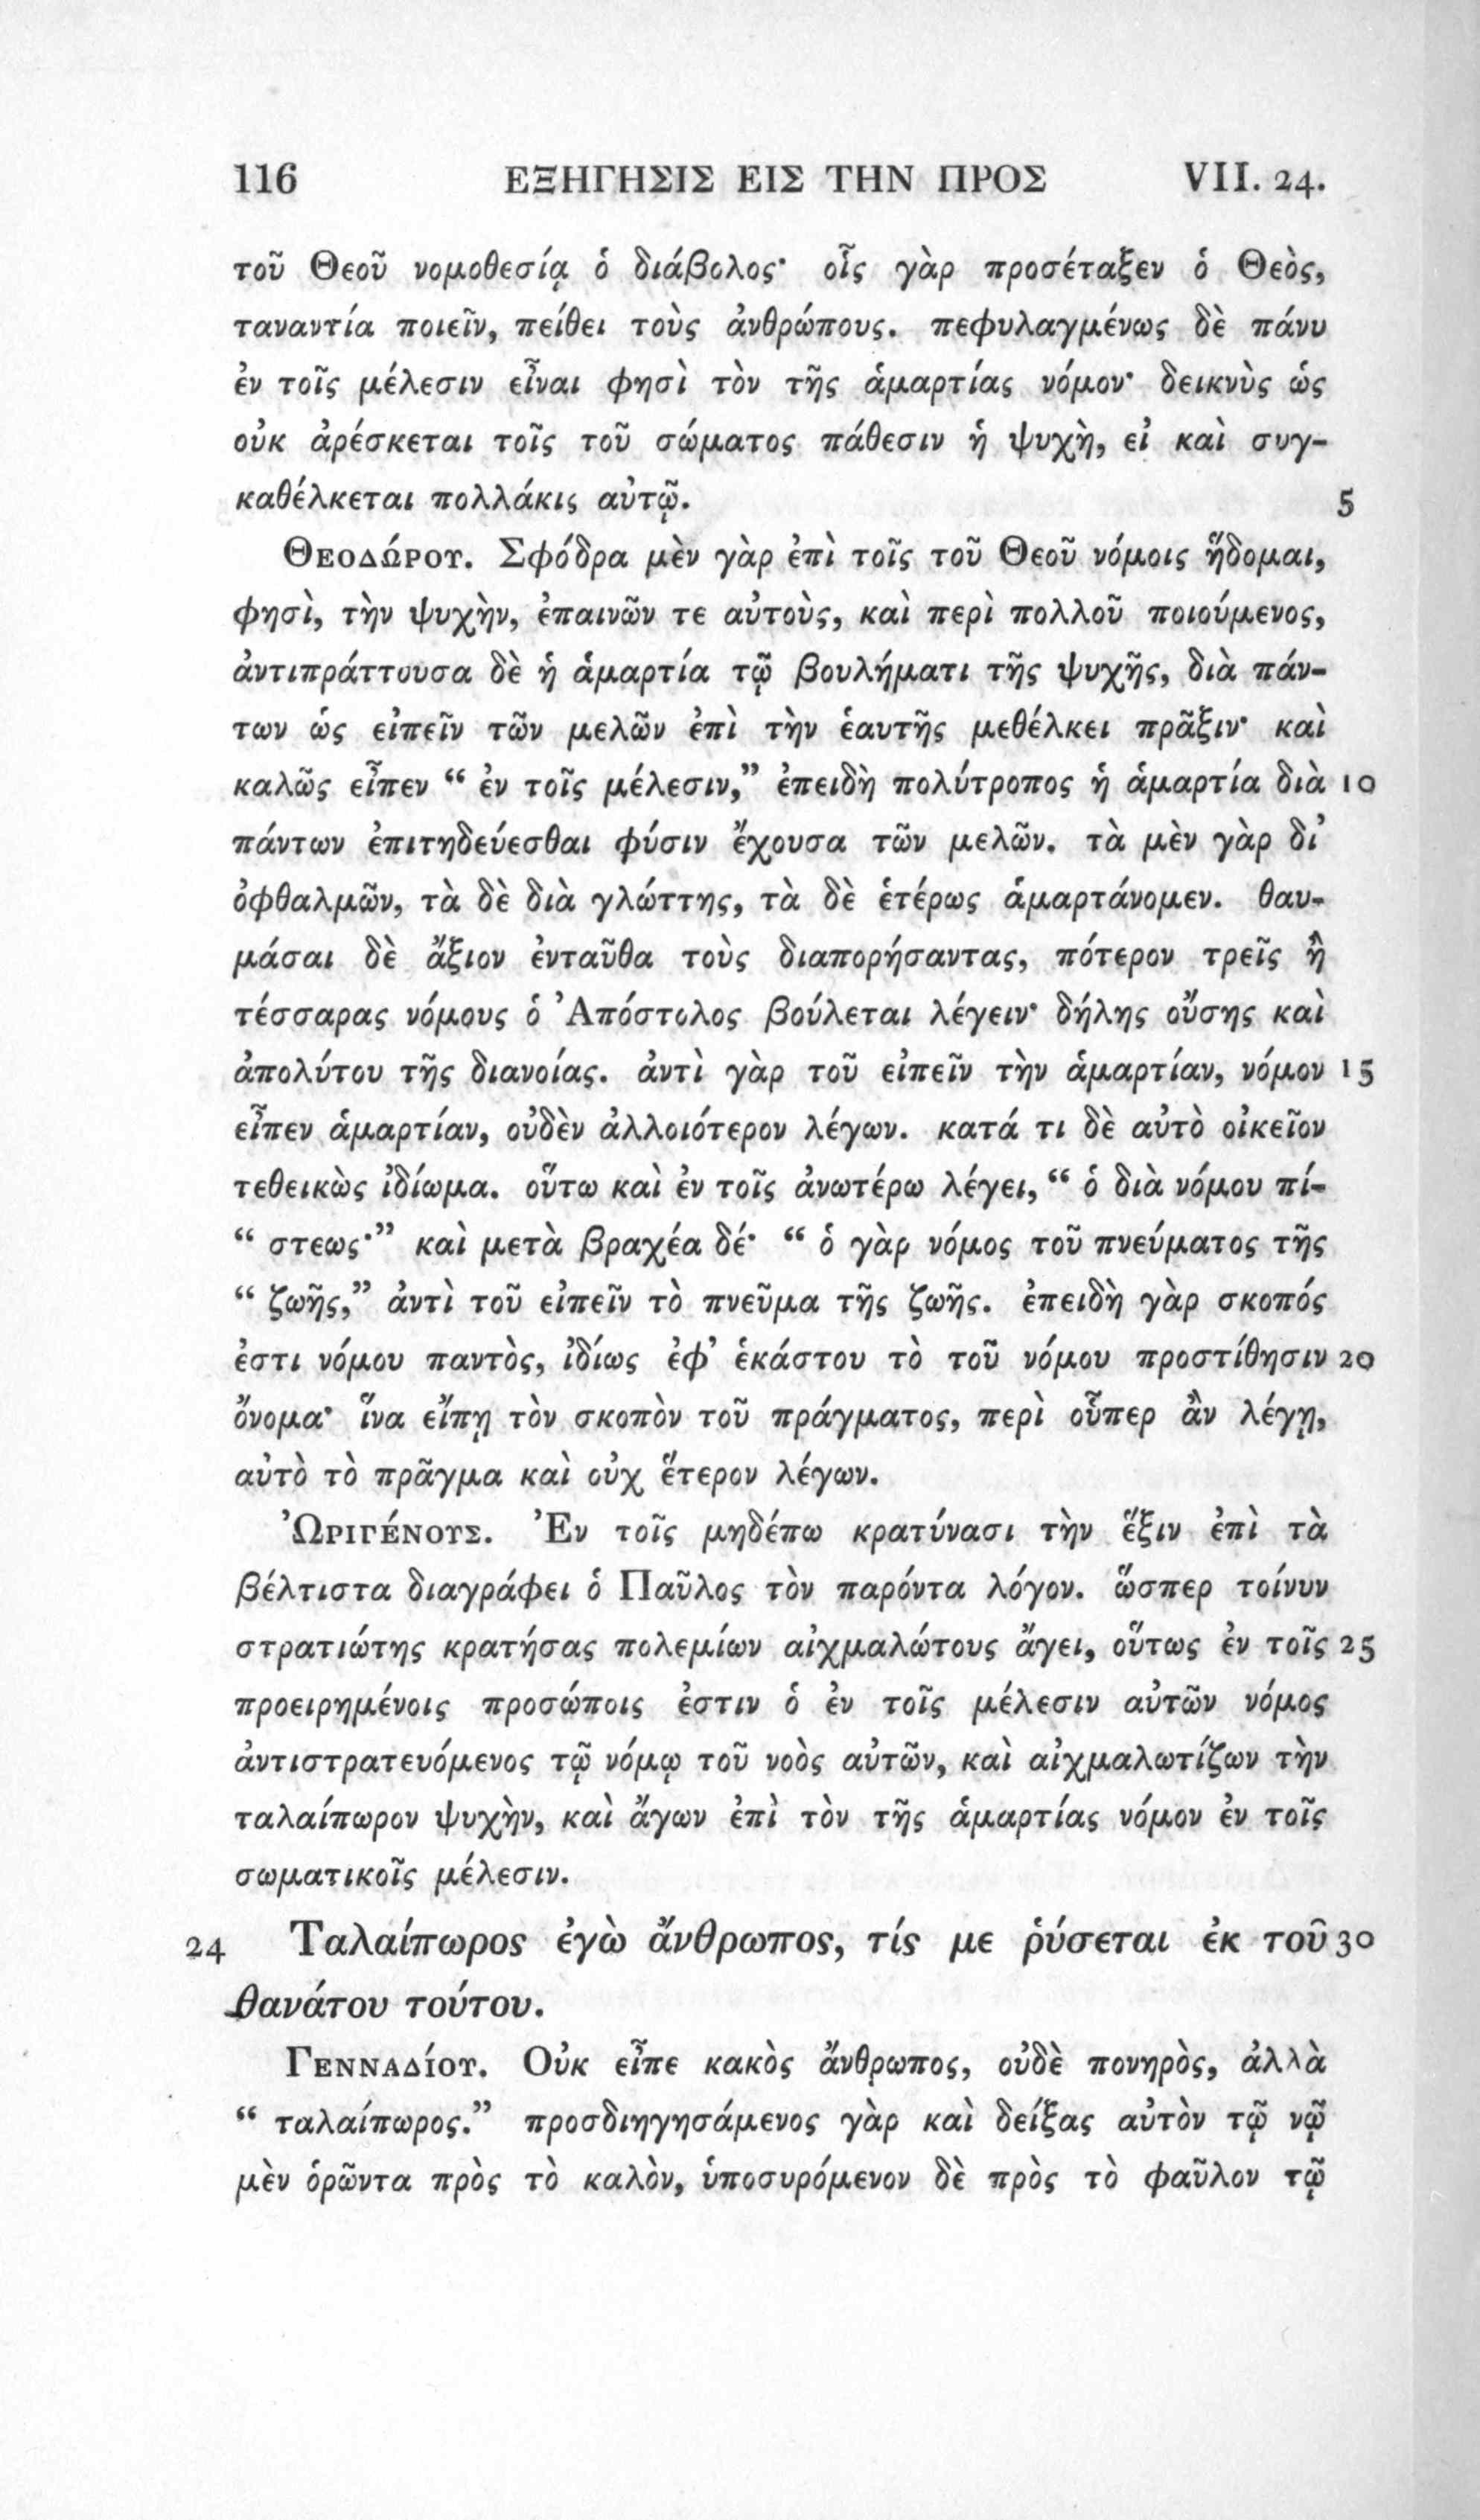 116 ΕΞΗΓΗΣΙΣ ΕΙΣ ΤΗΝ ΠΡΟΣ VII. 24.
τοῦ Θεοῦ νομοθεσίᾳ ὁ διάβολος· οἷς γὰρ προσέταξεν ὁ Θεὸς,
ταναντία ποιεῖν, πείθει τοὺς ἀνθρώπους. πεφυλαγμένως δὲ πάνυ
ἐν τοῖς μέλεσιν εἶναι φησὶ τὸν τῆς ἁμαρτίας νόμον· δεικνὺς ὡς
οὐκ ἀρέσκεται τοῖς τοῦ σώματος πάθεσιν ἡ ψυχὴ, εἰ καὶ συγ-
καθέλκεται πολλάκις αὐτῷ. 5
ΘΕΟΔΏΡΟΥ. Σφόδρα μὲν γὰρ ἐπὶ τοῖς τοῦ Θεοῦ νόμοις ἥδομαι,
φησὶ, τὴν ψυχὴν, ἐπαινῶν τε αὐτοὺς, καὶ περὶ πολλοῦ ποιούμενος,
ἀντιπράττουσα δὲ ἡ ἁμαρτία τῷ βουλήματι τῆς ψυχῆς, διὰ πάν-
των ὡς εἰπεῖν τῶν μελῶν ἐπὶ τὴν ἑαυτῆς μεθέλκει πρᾶξιν· καὶ
καλῶς εἶπεν “ ἐν τοῖς μέλεσιν,” ἐπειδὴ πολύτροπος ἡ ἁμαρτία διὰ 10
πάντων ἐπιτηδεύεσθαι φύσιν ἔχουσα τῶν μελῶν. τὰ μὲν γὰρ δι’
ὀφθαλμῶν, τὰ δὲ διὰ γλώττης, τὰ δὲ ἑτέρως ἁμαρτάνομεν. θαυ-
μάσαι δὲ ἄξιον ἐνταῦθα τοὺς διαπορήσαντας, πότερον τρεῖς ἢ
τέσσαρας νόμους ὁ Ἀπόστολος βούλεται λέγειν· δήλης οὔσης καὶ
ἀπολύτου τῆς διανοίας. ἀντὶ γὰρ τοῦ εἰπεῖν τὴν ἁμαρτίαν, νόμον 15
εἶπεν ἁμαρτίαν, οὐδὲν ἀλλοιότερον λέγων. κατά τι δὲ αὐτὸ οἰκεῖον
τεθεικὼς ἰδίωμα. οὕτω καὶ ἐν τοῖς ἀνωτέρω λέγει, “ ὁ διὰ νόμου πί-
“ στεως·” καὶ μετὰ βραχέα δέ· “ ὁ γὰρ νόμος τοῦ πνεύματος τῆς
“ ζωῆς,” ἀντὶ τοῦ εἰπεῖν τὸ πνεῦμα τῆς ζωῆς. ἐπειδὴ γὰρ σκοπός
ἐστι νόμου παντὸς, ἰδίως ἐφ’ ἑκάστου τὸ τοῦ νόμου προστίθησιν 20
ὄνομα· ἵνα εἴπῃ τὸν σκοπὸν τοῦ πράγματος, περὶ οὗπερ ἂν λέγῃ,
αὐτὸ τὸ πρᾶγμα καὶ οὐχ ἕτερον λέγων.
ὨΡΙΓΈΝΟΥΣ. Ἐν τοῖς μηδέπω κρατύνασι τὴν ἕξιν ἐπὶ τὰ
βέλτιστα διαγράφει ὁ Παῦλος τὸν παρόντα λόγον. ὥσπερ τοίνυν
στρατιώτης κρατήσας πολεμίων αἰχμαλώτους ἄγει, οὕτως ἐν τοῖς 25
προειρημένοις προσώποις ἐστιν ὁ ἐν τοῖς μέλεσιν αὐτῶν νόμος
ἀντιστρατευόμενος τῷ νόμῳ τοῦ νοὸς αὐτῶν, καὶ αἰχμαλωτίζων τὴν
ταλαίπωρον ψυχὴν, καὶ ἄγων ἐπὶ τὸν τῆς ἁμαρτίας νόμον ἐν τοῖς
σωματικοῖς μέλεσιν.
24 Ταλαίπωρος ἐγὼ ἄνθρωπος, τίς με ῥύσεται ἐκ τοῦ 30
θανάτου τούτου.
ΓΕΝΝΑΔΊΟΥ. Οὐκ εἶπε κακὸς ἄνθρωπος, οὐδὲ πονηρὸς, ἀλλὰ
“ ταλαίπωρος.” προσδιηγησάμενος γὰρ καὶ δείξας αὐτὸν τῷ νῷ
μὲν ὁρῶντα πρὸς τὸ καλὸν, ὑποσυρόμενον δὲ πρὸς τὸ φαῦλον τῷ